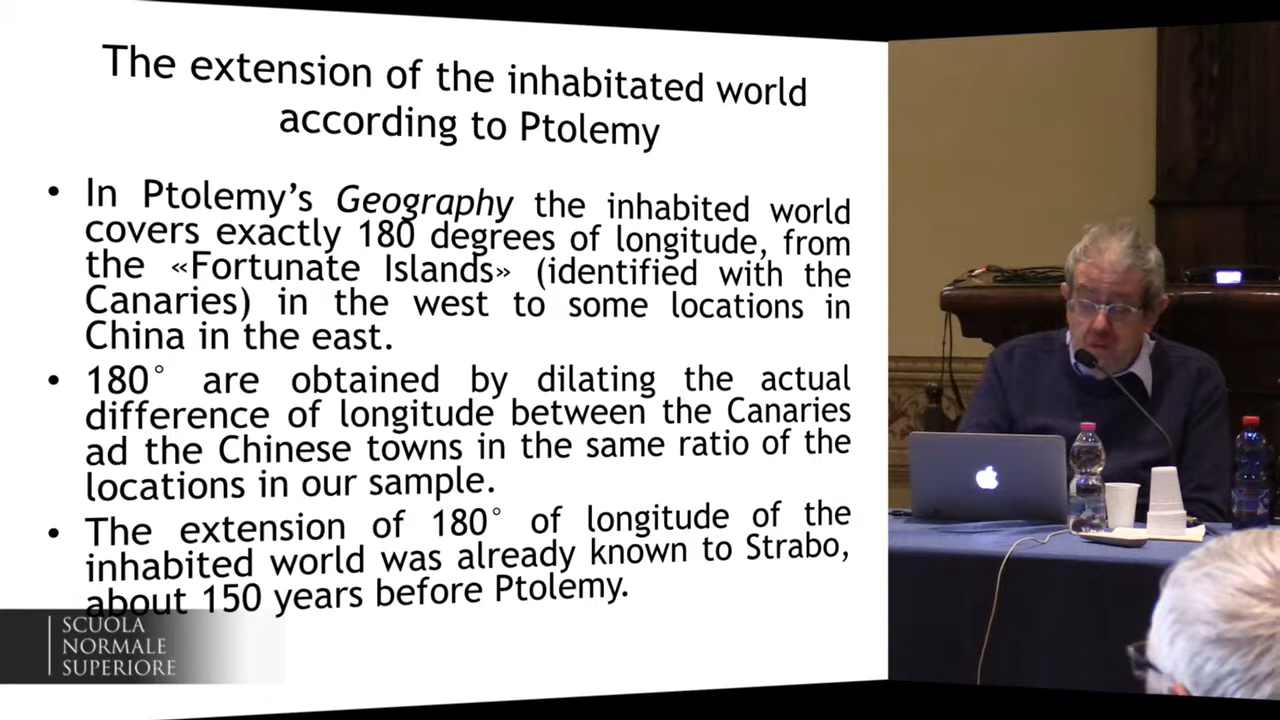 The extension of the inhabitated world
according to Ptolemy
• In Ptolemy's Geography the inhabited world
covers exactly 180 degrees of longitude, from
the «Fortunate Islands» (identified with the
Canaries) in the west to some locations in
China in the east.
• 180° are obtained by dilating the actual
difference of longitude between the Canaries
ad the Chinese towns in the same ratio of the
locations in our sample.
• The extension of 180° of longitude of the
inhabited world was already known to Strabo,
about 150 years before Ptolemy.
SCUOLA
NORMALE
SUPERIORE